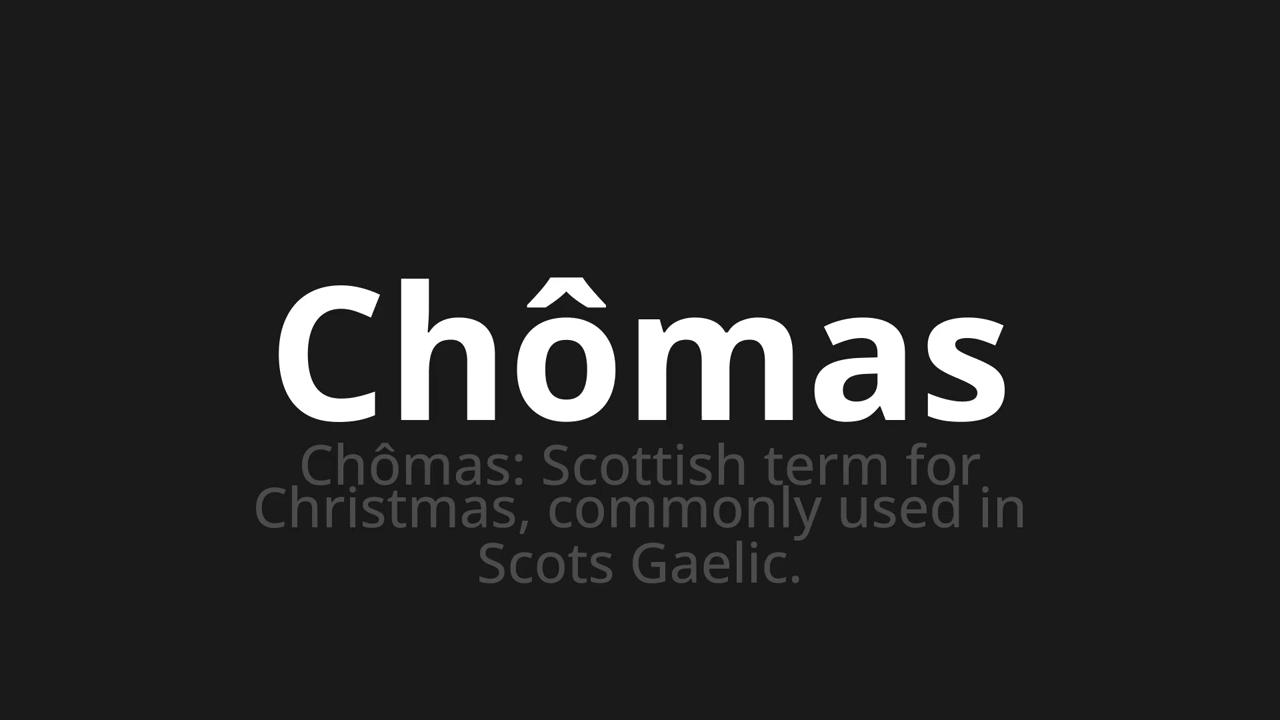 Chômas
Chômas: Scottish term for
Christmas, commonly used in
Scots Gaelic.